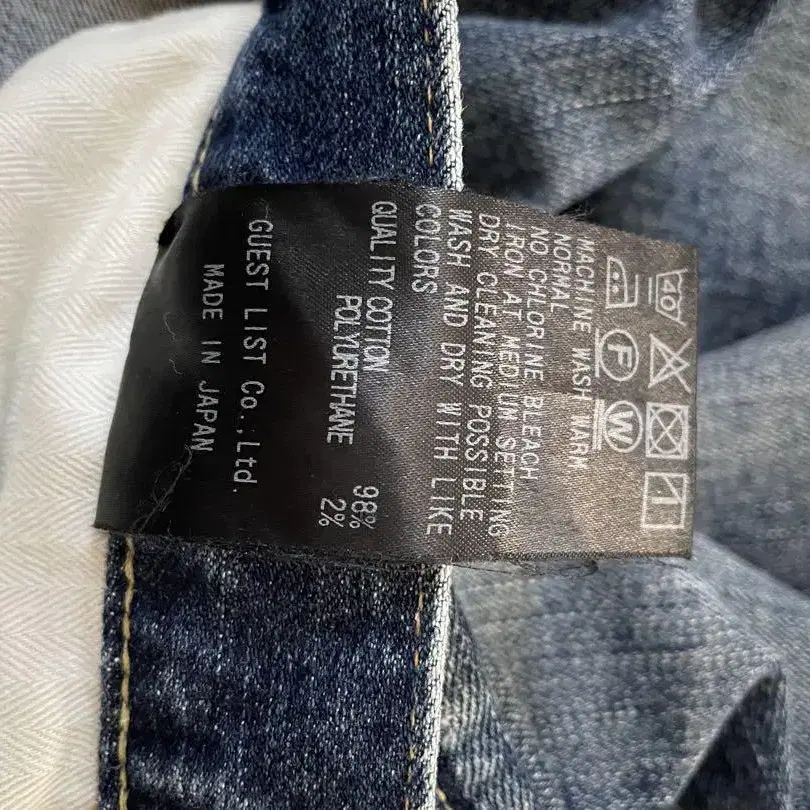 40
F W
MACHINE WASH WARM
NORMAL
NO CHLORINE BLEACH
IRON AT MEDIUM SETTING
DRY CLEANING POSSIBLE
WASH AND DRY WITH LIKE
COLORS
QUALITY COTTON 98%
POLYURETHANE 2%
GUEST LIST Co.,Ltd.
MADE IN JAPAN